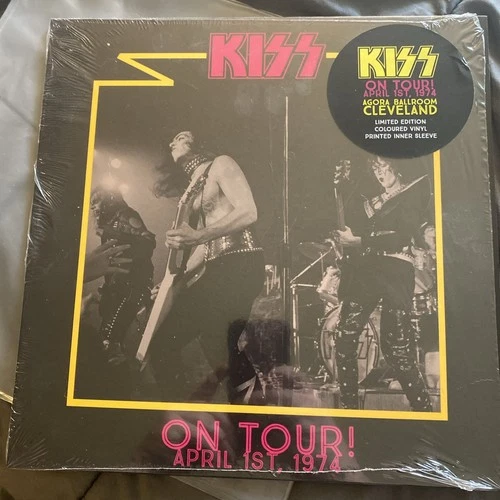 KISS
KISS
ON TOUR!
APRIL 1ST, 1974
AGORA BALLROOM
CLEVELAND
LIMITED EDITION
COLOURED VINYL
PRINTED INNER SLEEVE
ON TOUR!
APRIL 1ST, 1974